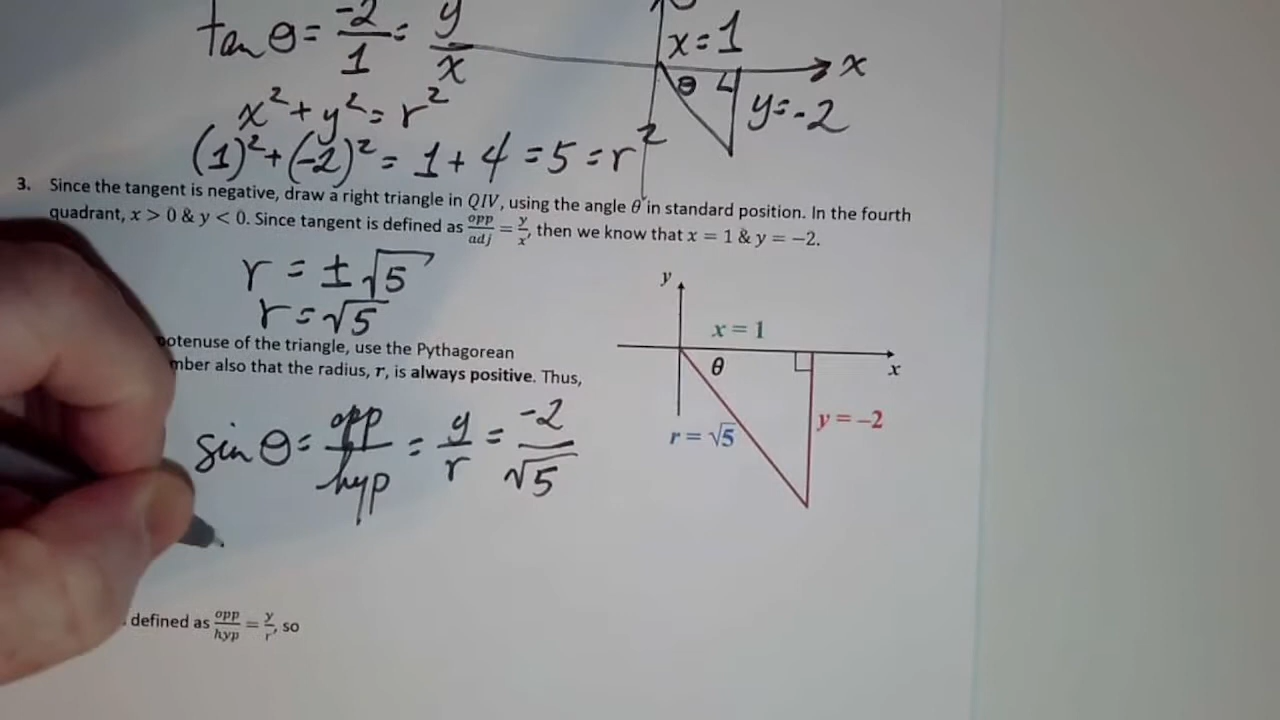 tan θ = -2/1 = y/x
x = 1
x
θ
y = -2
x² + y² = r²
(1)² + (-2)² = 1 + 4 = 5 = r²
3. Since the tangent is negative, draw a right triangle in QIV, using the angle θ in standard position. In the fourth
quadrant, x > 0 & y < 0. Since tangent is defined as opp/adj = y/x, then we know that x = 1 & y = −2.
r = ± √5
r = √5
potenuse of the triangle, use the Pythagorean
mber also that the radius, r, is always positive. Thus,
y
x = 1
θ
x
y = −2
r = √5
sin θ = opp/hyp = y/r = -2/√5
defined as opp/hyp = y/r, so